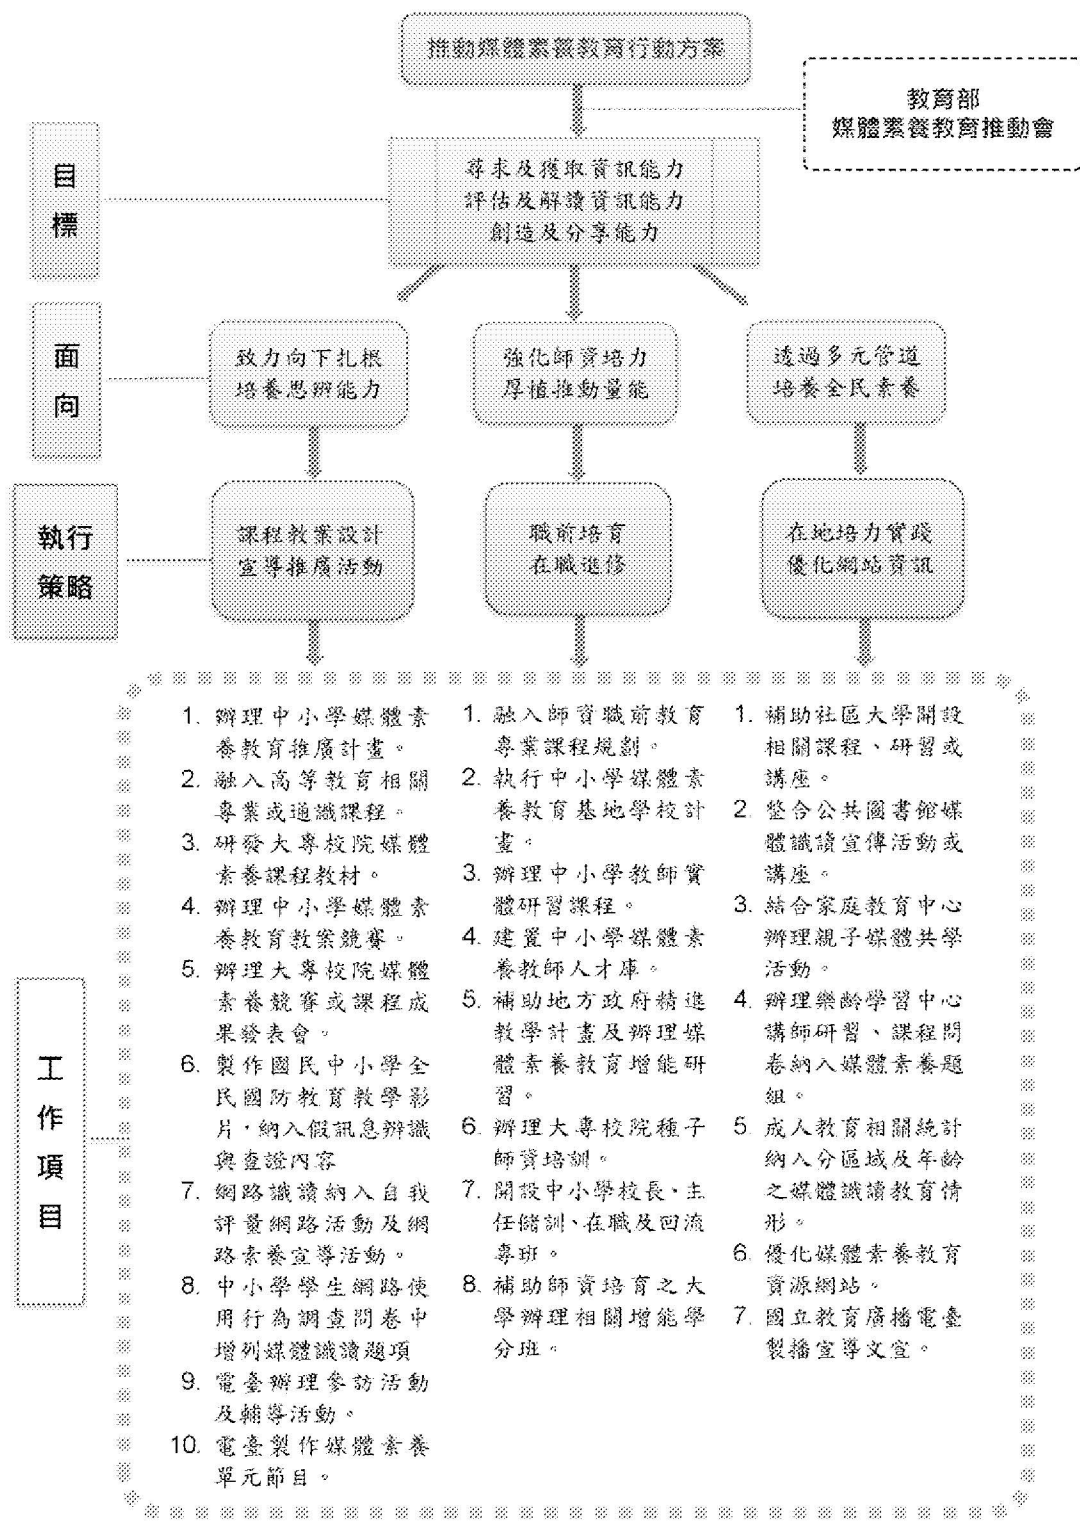 推動媒體素養教育行動方案
教育部
媒體素養教育推動會
目
標
尋求及獲取資訊能力
評估及解讀資訊能力
創造及分享能力
面
向
致力向下扎根
培養思辨能力
強化師資培力
厚植推動量能
透過多元管道
培養全民素養
執行
策略
課程教案設計
宣導推廣活動
職前培育
在職進修
在地培力實踐
優化網站資訊
工
作
項
目
1. 辦理中小學媒體素
養教育推廣計畫。
2. 融入高等教育相關
專業或通識課程。
3. 研發大專校院媒體
素養課程教材。
4. 辦理中小學媒體素
養教育教案競賽。
5. 辦理大專校院媒體
素養競賽或課程成
果發表會。
6. 製作國民中小學全
民國防教育教學影
片，納入假訊息辨識
與查證內容
7. 網路識讀納入自我
評量網路活動及網
路素養宣導活動。
8. 中小學學生網路使
用行為調查問卷中
增列媒體識讀題項
9. 電臺辦理參訪活動
及輔導活動。
10. 電臺製作媒體素養
單元節目。
1. 融入師資職前教育
專業課程規劃。
2. 執行中小學媒體素
養教育基地學校計
畫。
3. 辦理中小學教師實
體研習課程。
4. 建置中小學媒體素
養教師人才庫。
5. 補助地方政府精進
教學計畫及辦理媒
體素養教育增能研
習。
6. 辦理大專校院種子
師資培訓。
7. 開設中小學校長、主
任儲訓、在職及回流
專班。
8. 補助師資培育之大
學辦理相關增能學
分班。
1. 補助社區大學開設
相關課程、研習或
講座。
2. 整合公共圖書館媒
體識讀宣傳活動或
講座。
3. 結合家庭教育中心
辦理親子媒體共學
活動。
4. 辦理樂齡學習中心
講師研習、課程問
卷納入媒體素養題
組。
5. 成人教育相關統計
納入分區域及年齡
之媒體識讀教育情
形。
6. 優化媒體素養教育
資源網站。
7. 國立教育廣播電臺
製播宣導文宣。